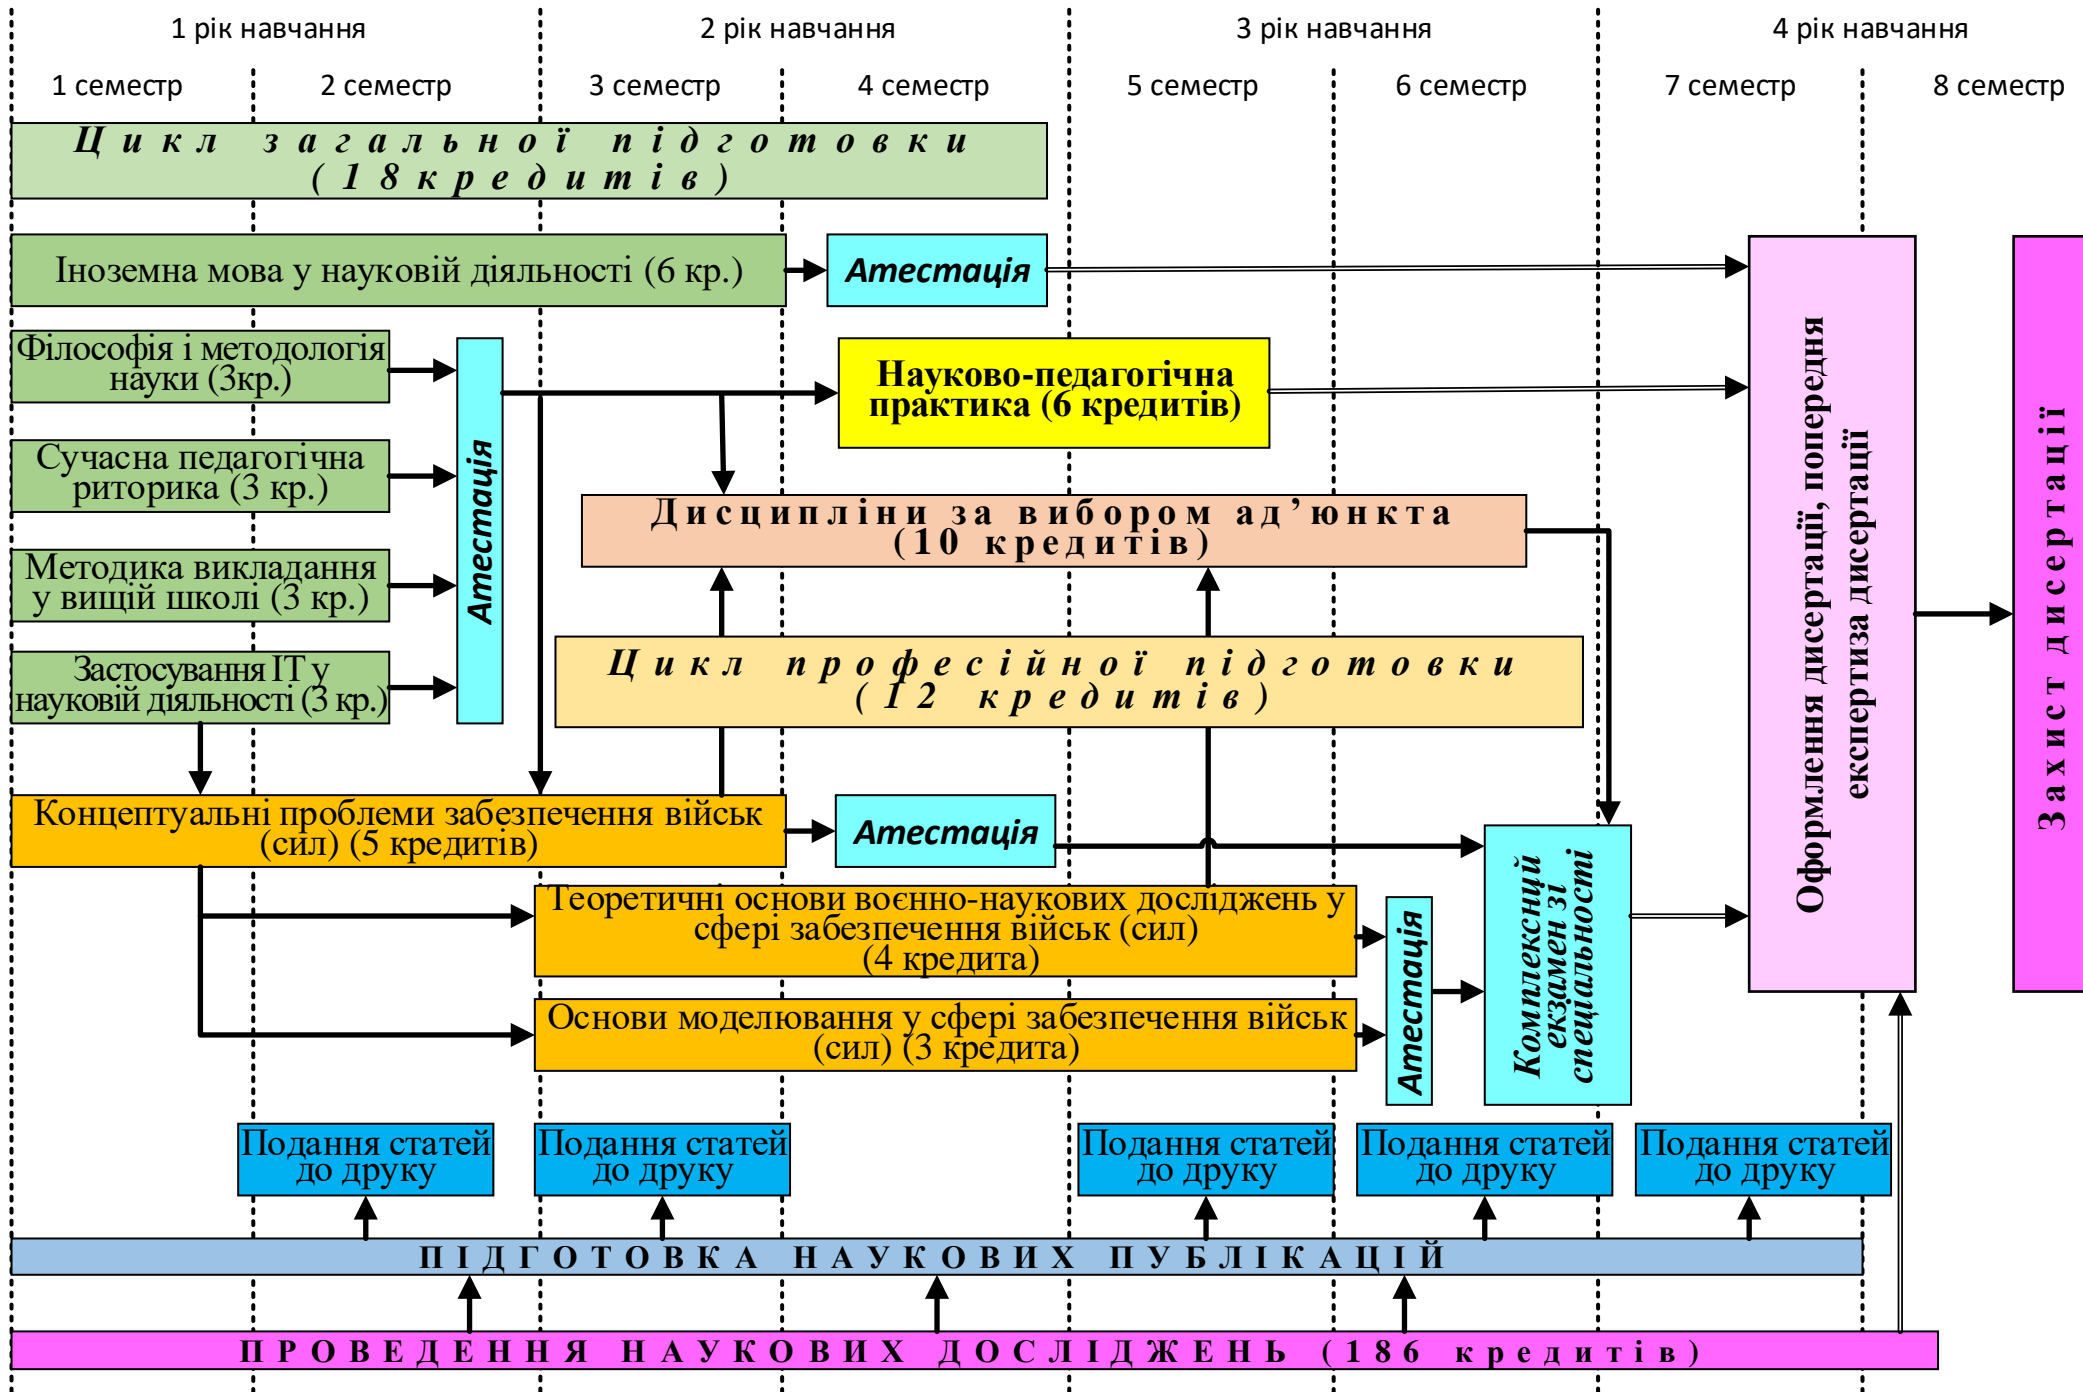 1 рік навчання
2 рік навчання
3 рік навчання
4 рік навчання
1 семестр
2 семестр
3 семестр
4 семестр
5 семестр
6 семестр
7 семестр
8 семестр
Цикл загальної підготовки
(18кредитів)
Іноземна мова у науковій діяльності (6 кр.)
Атестація
Філософія і методологія
науки (3кр.)
Сучасна педагогічна
риторика (3 кр.)
Методика викладання
у вищій школі (3 кр.)
Застосування ІТ у
науковій діяльності (3 кр.)
Атестація
Науково-педагогічна
практика (6 кредитів)
Дисципліни за вибором ад’юнкта
(10 кредитів)
Цикл професійної підготовки
(12 кредитів)
Концептуальні проблеми забезпечення військ
(сил) (5 кредитів)
Атестація
Теоретичні основи воєнно-наукових досліджень у
сфері забезпечення військ (сил)
(4 кредита)
Основи моделювання у сфері забезпечення військ
(сил) (3 кредита)
Атестація
Комплексний
екзамен зі
спеціальності
Оформлення дисертації, попередня
експертиза дисертації
Захист дисертації
Подання статей
до друку
Подання статей
до друку
Подання статей
до друку
Подання статей
до друку
Подання статей
до друку
ПІДГОТОВКА НАУКОВИХ ПУБЛІКАЦІЙ
ПРОВЕДЕННЯ НАУКОВИХ ДОСЛІДЖЕНЬ (186 кредитів)